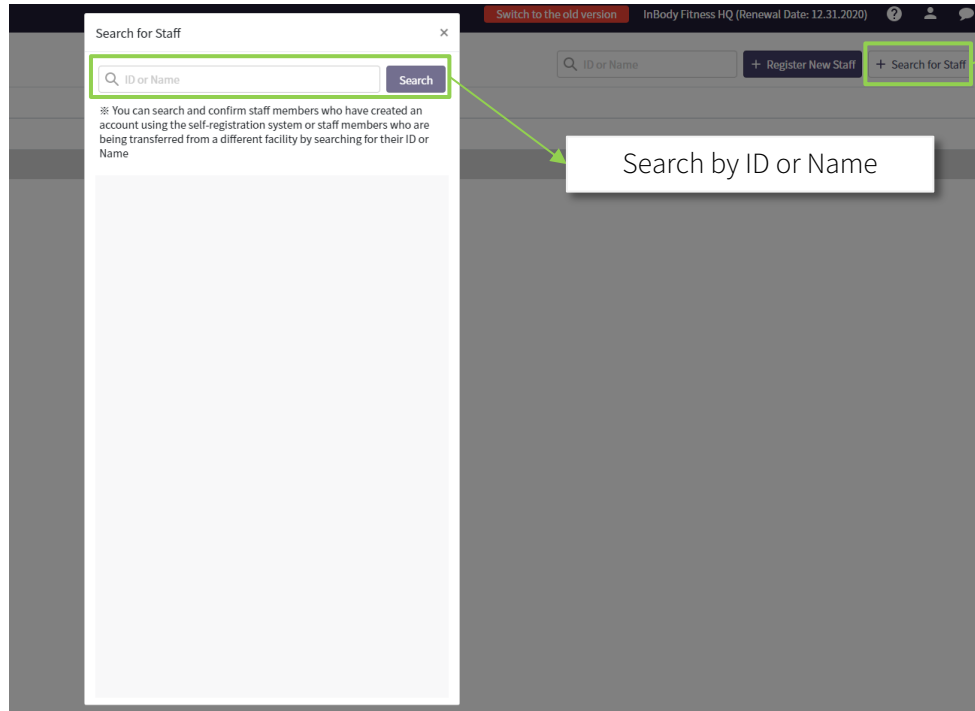 Switch to the old version InBody Fitness HQ (Renewal Date: 12.31.2020)
Search for Staff ×
ID or Name Search
ID or Name + Register New Staff + Search for Staff
※ You can search and confirm staff members who have created an
account using the self-registration system or staff members who are
being transferred from a different facility by searching for their ID or
Name
Search by ID or Name